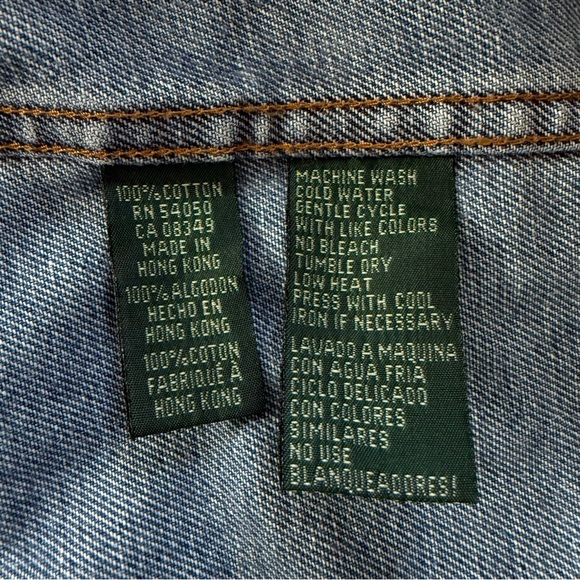 100% COTTON
RN 54050
CA 08349
MADE IN
HONG KONG
100% ALGODON
HECHO EN
HONG KONG
100% COTON
FABRIQUÉ À
HONG KONG
MACHINE WASH
COLD WATER
GENTLE CYCLE
WITH LIKE COLORS
NO BLEACH
TUMBLE DRY
LOW HEAT
PRESS WITH COOL
IRON IF NECESSARY
LAVADO A MAQUINA
CON AGUA FRIA
CICLO DELICADO
CON COLORES
SIMILARES
NO USE
BLANQUEADORES!